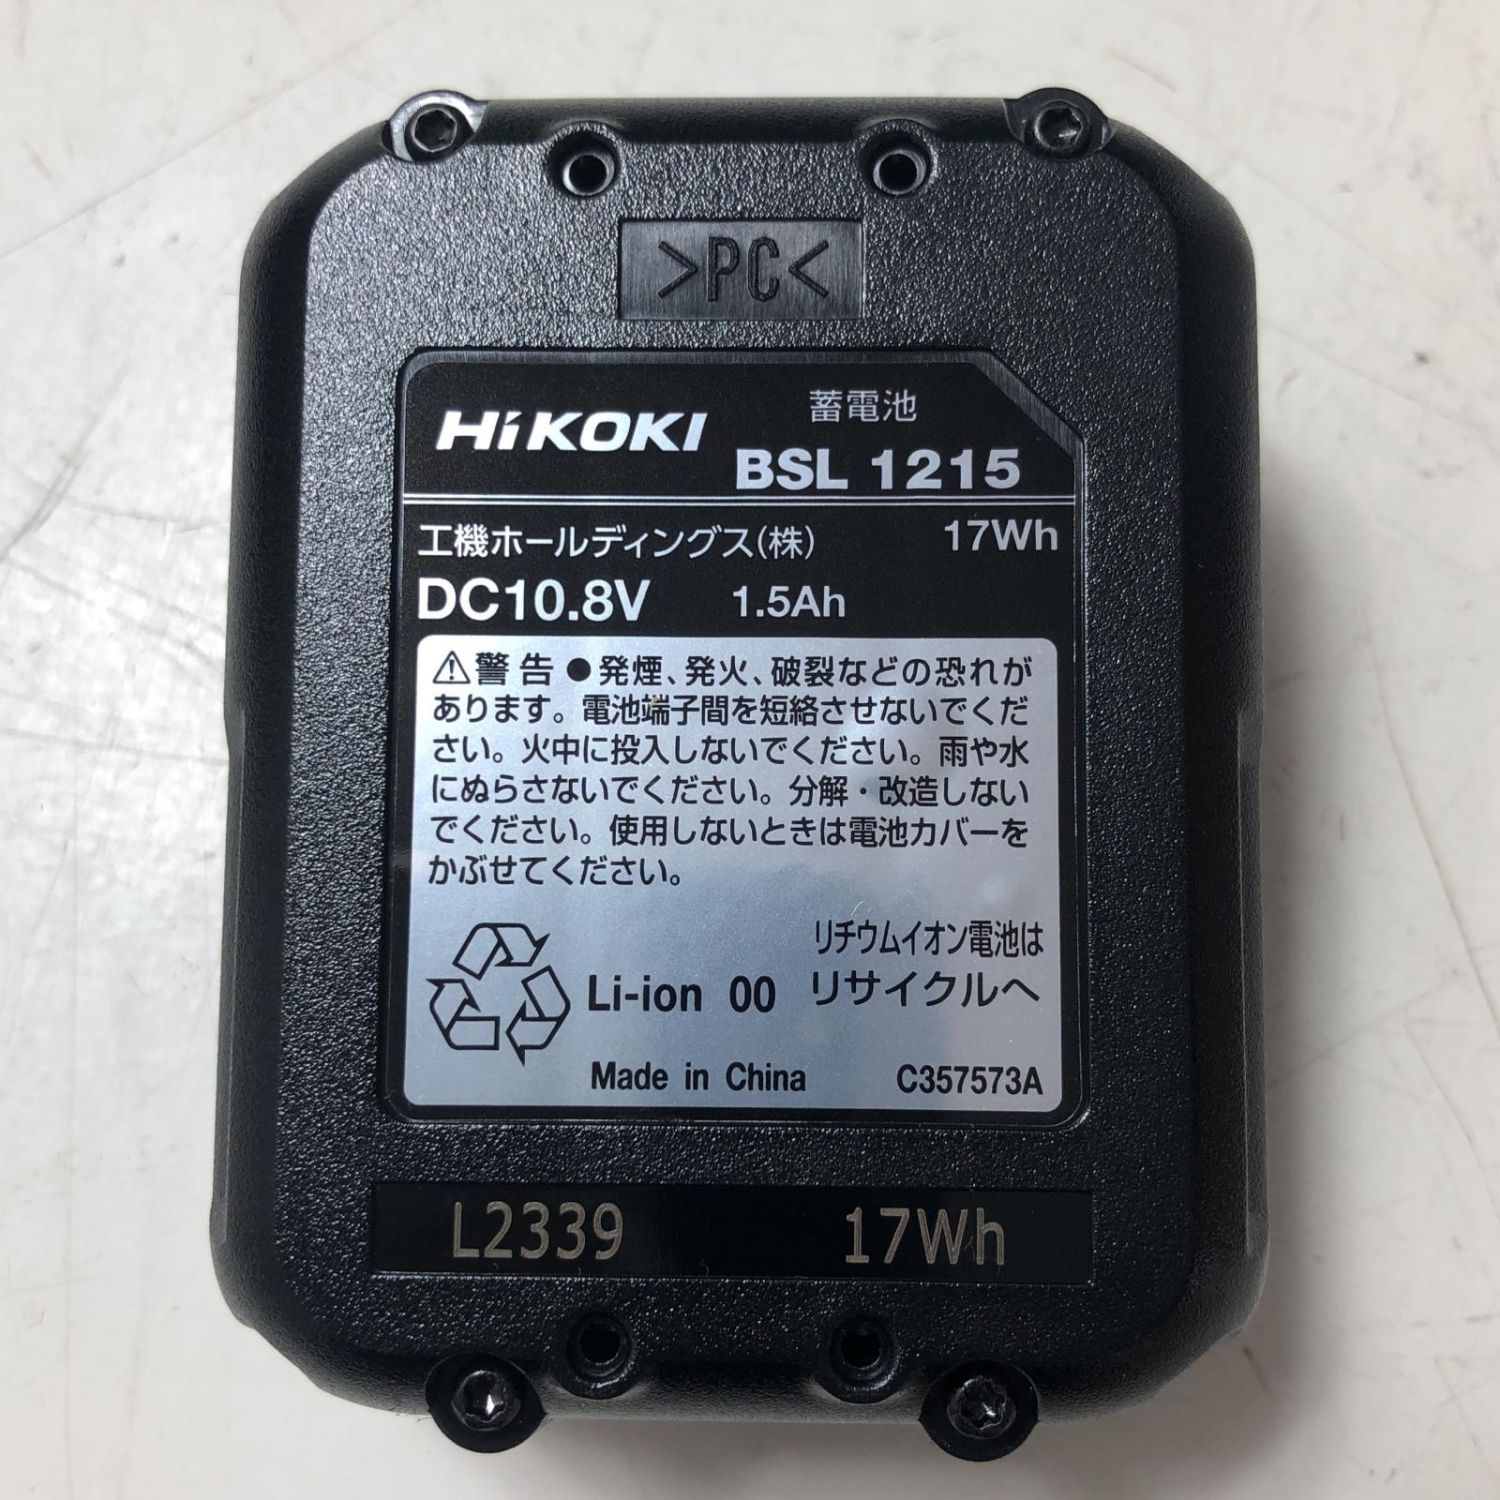 >PC<
HiKOKI
蓄電池
BSL 1215
工機ホールディングス(株)
17Wh
DC10.8V 1.5Ah
⚠警告 ●発煙、発火、破裂などの恐れが
あります。電池端子間を短絡させないでくだ
さい。火中に投入しないでください。雨や水
にぬらさないでください。分解・改造しない
でください。使用しないときは電池カバーを
かぶせてください。
リチウムイオン電池は
Li-ion 00 リサイクルへ
Made in China C357573A
L2339 17Wh